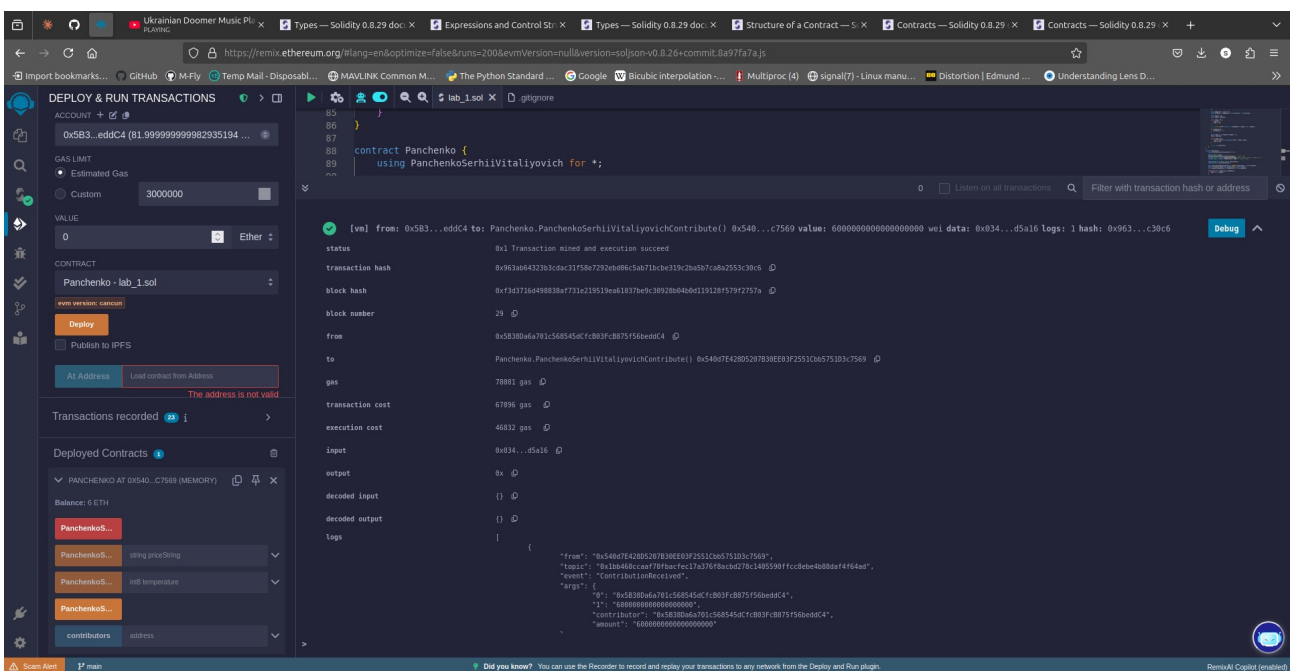 Ukrainian Doomer Music Pla
PLAYING
Types — Solidity 0.8.29 doc
Expressions and Control Str
Types — Solidity 0.8.29 doc
Structure of a Contract — S
Contracts — Solidity 0.8.29
Contracts — Solidity 0.8.29
https://remix.ethereum.org/#lang=en&optimize=false&runs=200&evmVersion=null&version=soljson-v0.8.26+commit.8a97fa7a.js
Import bookmarks...
GitHub
M-Fly
Temp Mail - Disposabl...
MAVLINK Common M...
The Python Standard ...
Google
Bicubic interpolation -...
Multiproc (4)
signal(7) - Linux manu...
Distortion | Edmund ...
Understanding Lens D...
DEPLOY & RUN TRANSACTIONS
lab_1.sol
.gitignore
ACCOUNT
0x5B3...eddC4 (81.999999999982935194 ...
GAS LIMIT
Estimated Gas
Custom
3000000
VALUE
0
Ether
CONTRACT
Panchenko - lab_1.sol
evm version: cancun
Deploy
Publish to IPFS
At Address
Load contract from Address
The address is not valid
Transactions recorded 23 i
Deployed Contracts 1
PANCHENKO AT 0X540...C7569 (MEMORY)
Balance: 6 ETH
PanchenkoS...
PanchenkoS...
string priceString
PanchenkoS...
int8 temperature
PanchenkoS...
contributors
address
85 }
86 }
87
88 contract Panchenko {
89 using PanchenkoSerhiiVitaliyovich for *;
0
Listen on all transactions
Filter with transaction hash or address
[vm] from: 0x5B3...eddC4 to: Panchenko.PanchenkoSerhiiVitaliyovichContribute() 0x540...c7569 value: 6000000000000000000 wei data: 0x034...d5a16 logs: 1 hash: 0x963...c30c6
Debug
status 0x1 Transaction mined and execution succeed
transaction hash
block hash
block number 29
from 0x5B38Da6a701c568545dCfcB03FcB875f56beddC4
to Panchenko.PanchenkoSerhiiVitaliyovichContribute() 0x540d7E428D5207B30EE03F2551Cbb5751D3c7569
gas 78081 gas
transaction cost 67896 gas
execution cost 46832 gas
input 0x034...d5a16
output 0x
decoded input {}
decoded output {}
logs [
{
"from": "0x540d7E428D5207B30EE03F2551Cbb5751D3c7569",
"topic":
"event": "ContributionReceived",
"args": {
"0": "0x5B38Da6a701c568545dCfcB03FcB875f56beddC4",
"1": "6000000000000000000",
"contributor": "0x5B38Da6a701c568545dCfcB03FcB875f56beddC4",
"amount": "6000000000000000000"
>
Scam Alert
main
Did you know? You can use the Recorder to record and replay your transactions to any network from the Deploy and Run plugin.
RemixAI Copilot (enabled)